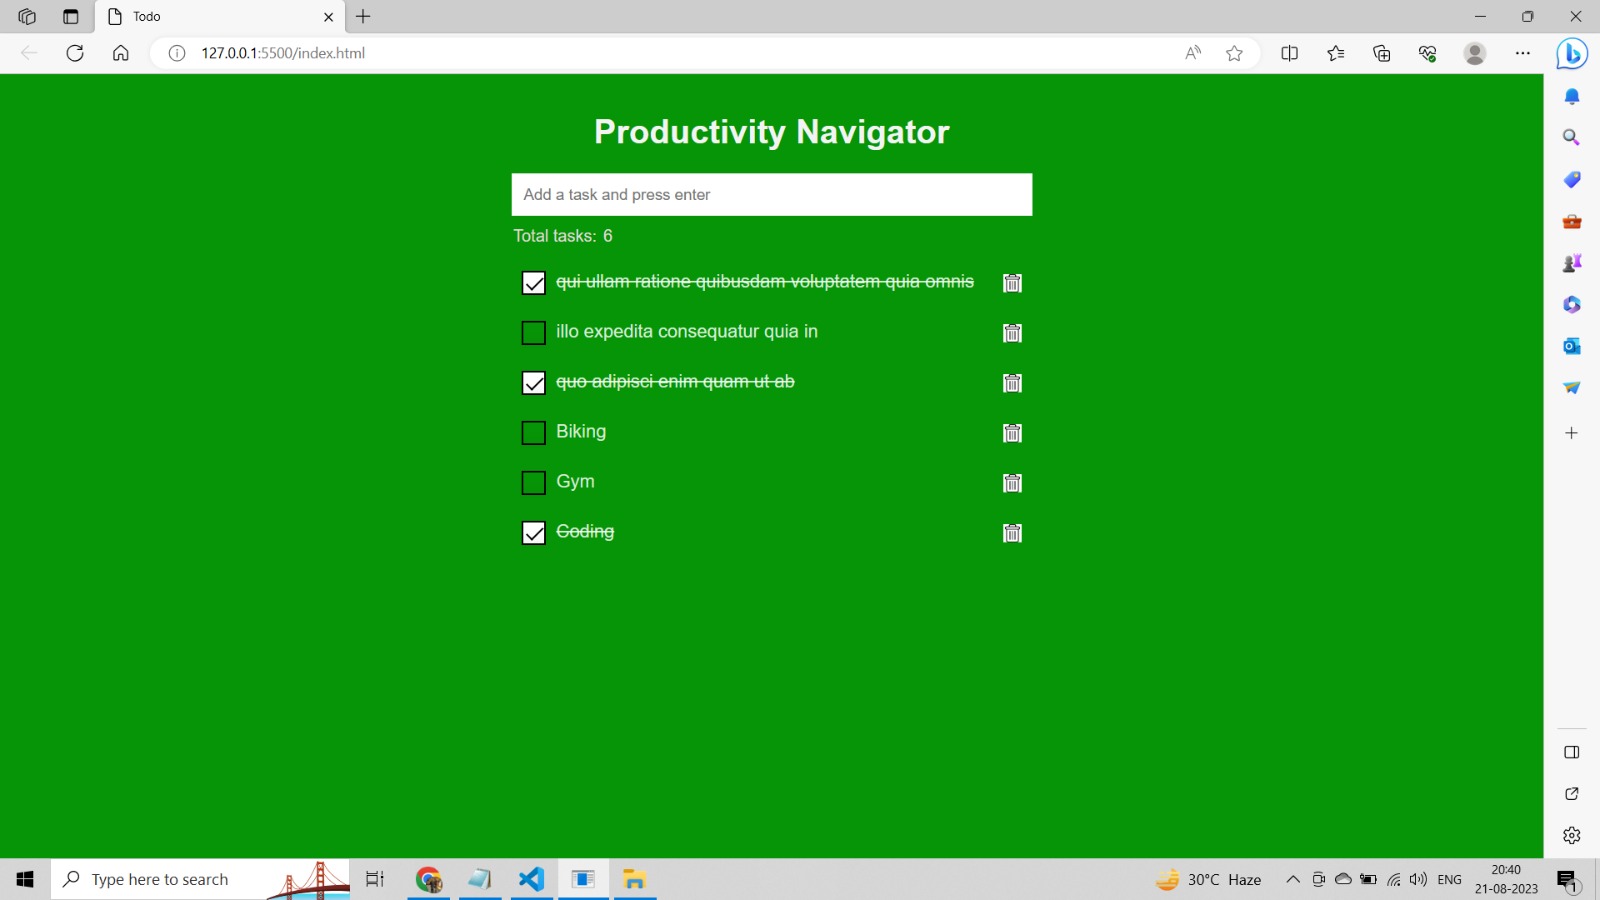 Todo
127.0.0.1:5500/index.html
Productivity Navigator
Add a task and press enter
Total tasks: 6
qui ullam ratione quibusdam voluptatem quia omnis
illo expedita consequatur quia in
quo adipisci enim quam ut ab
Biking
Gym
Coding
Type here to search
30°C Haze
ENG
20:40
21-08-2023
1